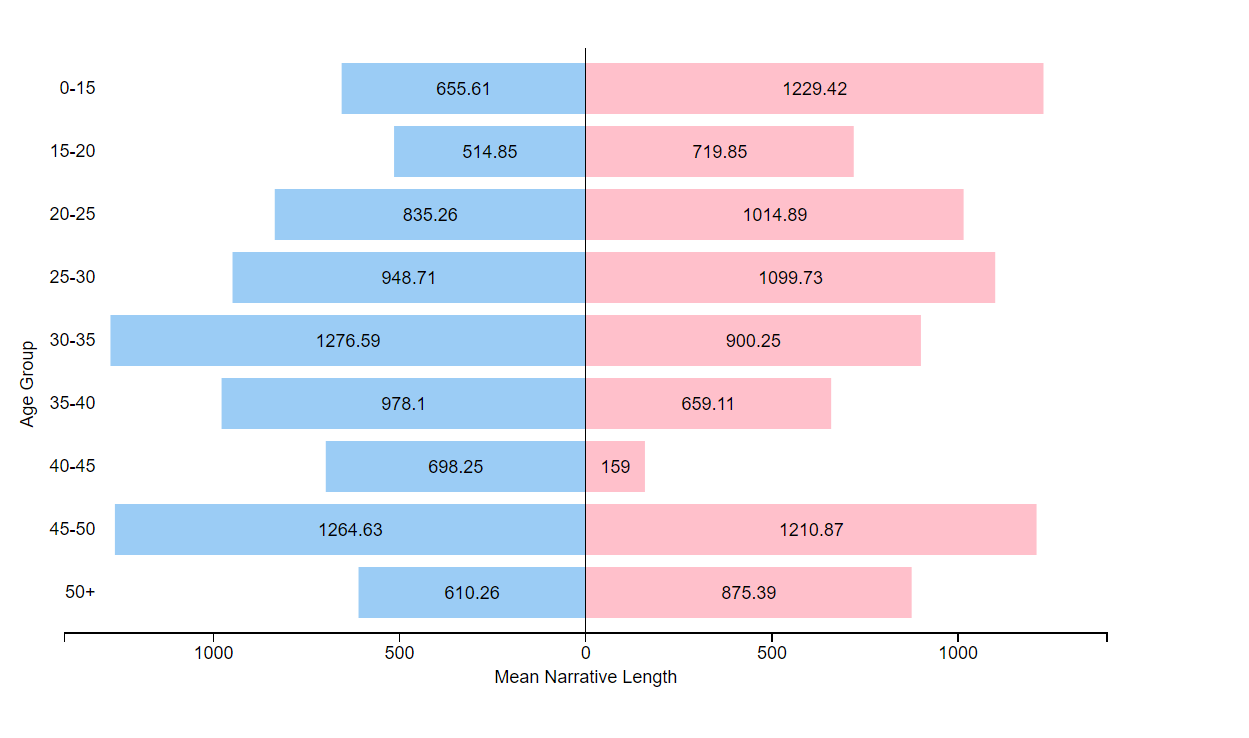 0-15 655.61 1229.42
15-20 514.85 719.85
20-25 835.26 1014.89
25-30 948.71 1099.73
30-35 1276.59 900.25
35-40 978.1 659.11
40-45 698.25 159
45-50 1264.63 1210.87
50+ 610.26 875.39
Age Group
1000 500 0 500 1000
Mean Narrative Length